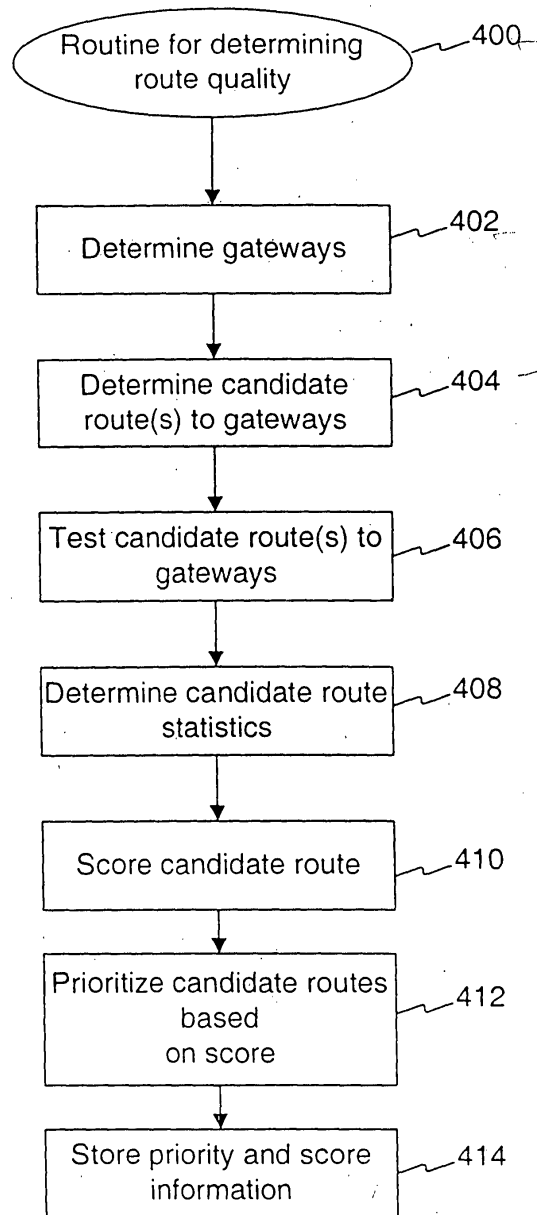 Routine for determining
route quality
400
402
Determine gateways
Determine candidate
route(s) to gateways
404
Test candidate route(s) to
gateways
406
Determine candidate route
statistics
408
Score candidate route
410
Prioritize candidate routes
based
on score
412
Store priority and score
information
414